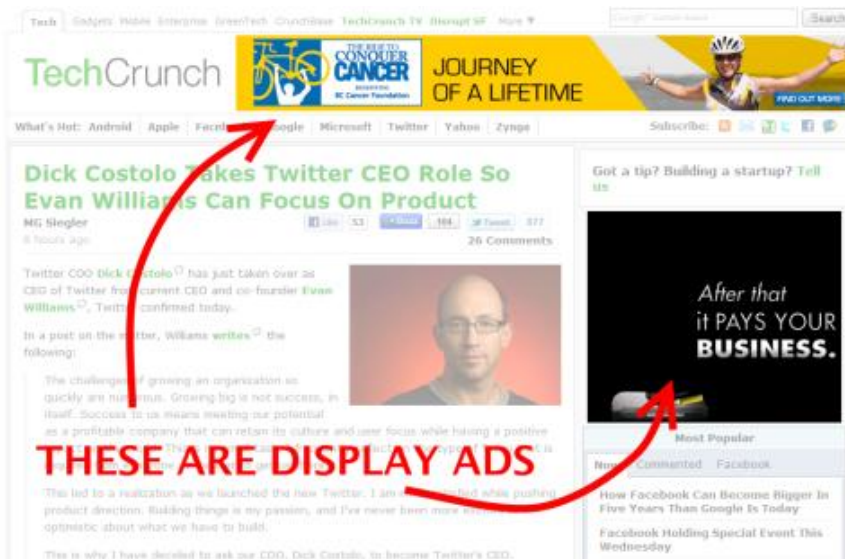 Tech Gadgets Mobile Enterprise GreenTech CrunchBase TechCrunch TV Disrupt SF More ▼
Search
TechCrunch
THE RIDE TO
CONQUER
CANCER
BENEFITING
BC Cancer Foundation
JOURNEY
OF A LIFETIME
FIND OUT MORE
What's Hot: Android Apple Google Microsoft Twitter Yahoo Zynga
Subscribe:
Dick Costolo Takes Twitter CEO Role So
Evan Williams Can Focus On Product
MG Siegler
Like 53 104 Tweet 877
6 hours ago
26 Comments
Twitter COO Dick Costolo has just taken over as
CEO of Twitter from current CEO and co-founder Evan
Williams, Twitter confirmed today.
In a post on the matter, Williams writes the
following:
The challenges of growing an organization so
quickly are numerous. Growing big is not success, in
itself. Success to us means meeting our potential
as a profitable company that can retain its culture and user focus while having a positive
THESE ARE DISPLAY ADS
This led to a realization as we launched the new Twitter. I am while pushing
product direction. Building things is my passion, and I've never been more
optimistic about what we have to build.
This is why I have decided to ask our COO, Dick Costolo, to become Twitter's CEO.
Got a tip? Building a startup? Tell
us
After that
it PAYS YOUR
BUSINESS.
Most Popular
Now Commented Facebook
How Facebook Can Become Bigger In
Five Years Than Google Is Today
Facebook Holding Special Event This
Wednesday